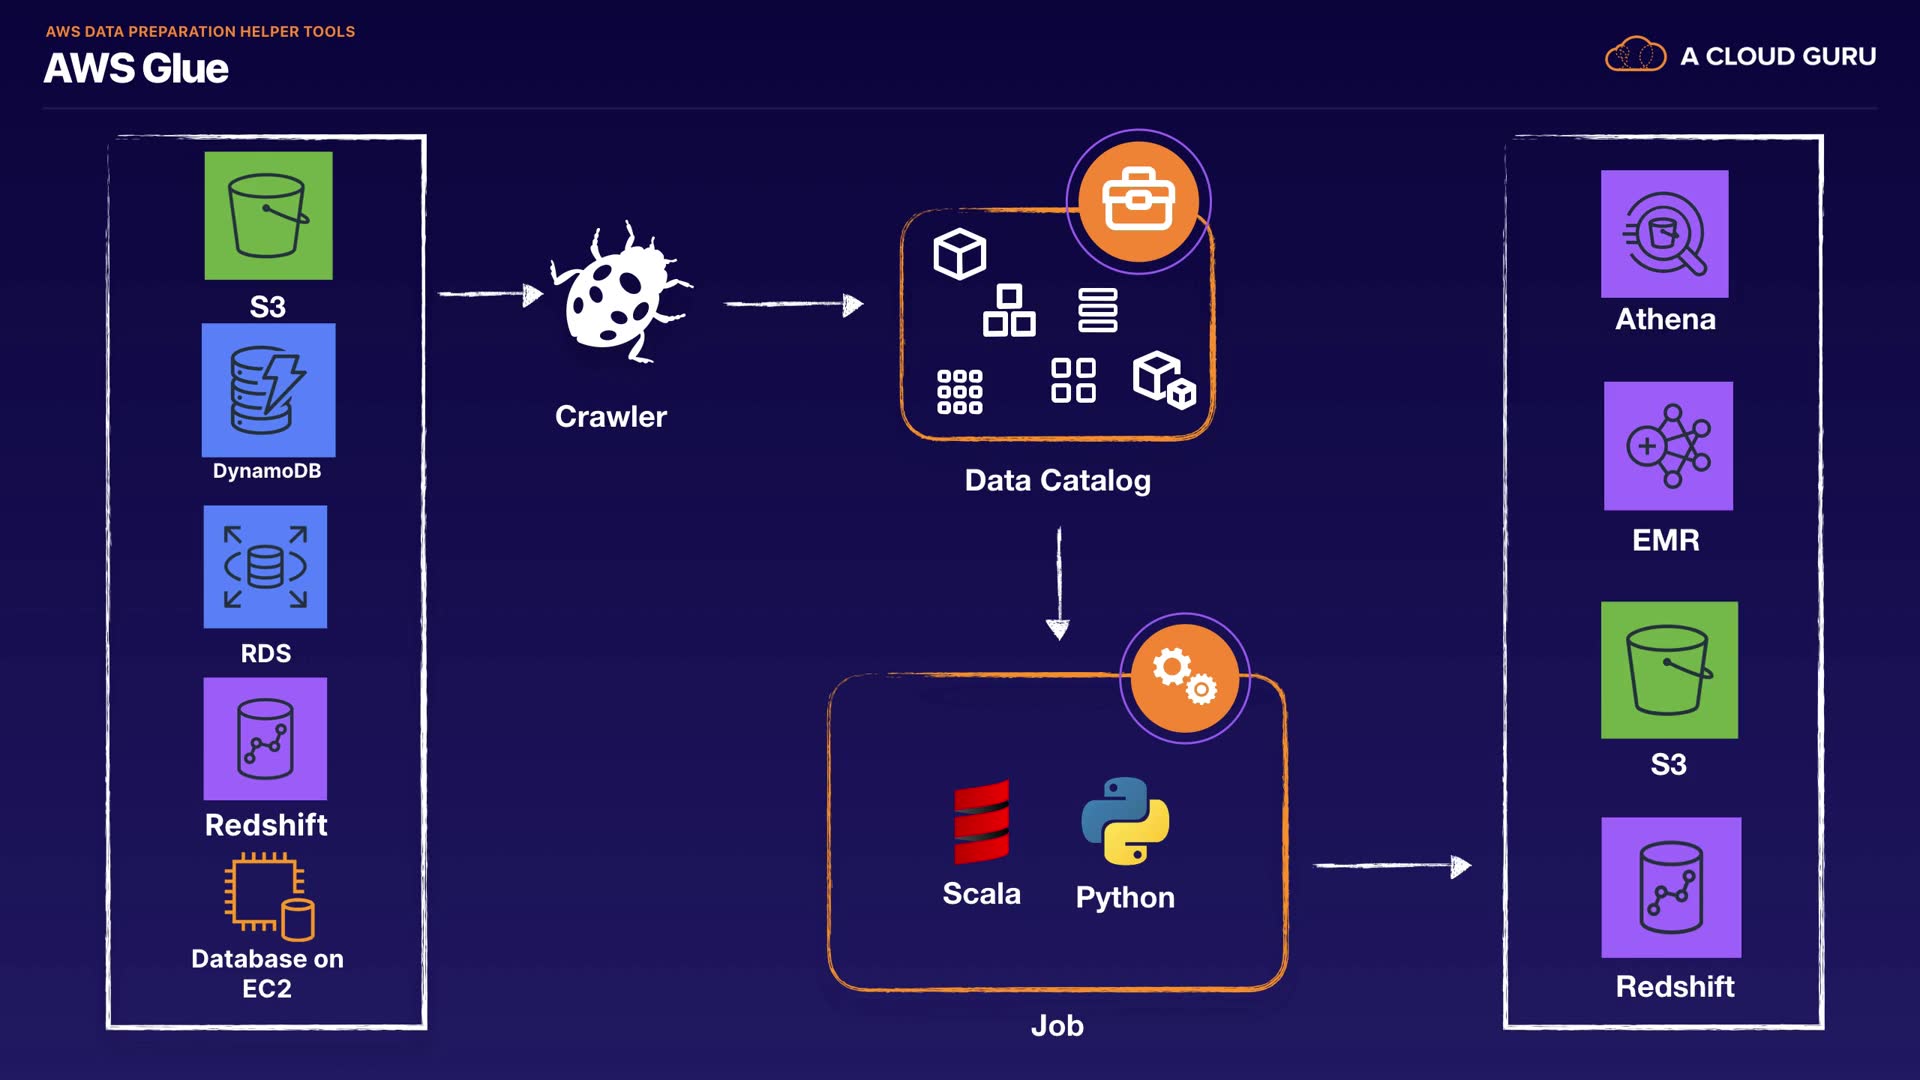 AWS DATA PREPARATION HELPER TOOLS
AWS Glue
A CLOUD GURU
S3
DynamoDB
RDS
Redshift
Database on
EC2
Crawler
Data Catalog
Scala
Python
Job
Athena
EMR
S3
Redshift